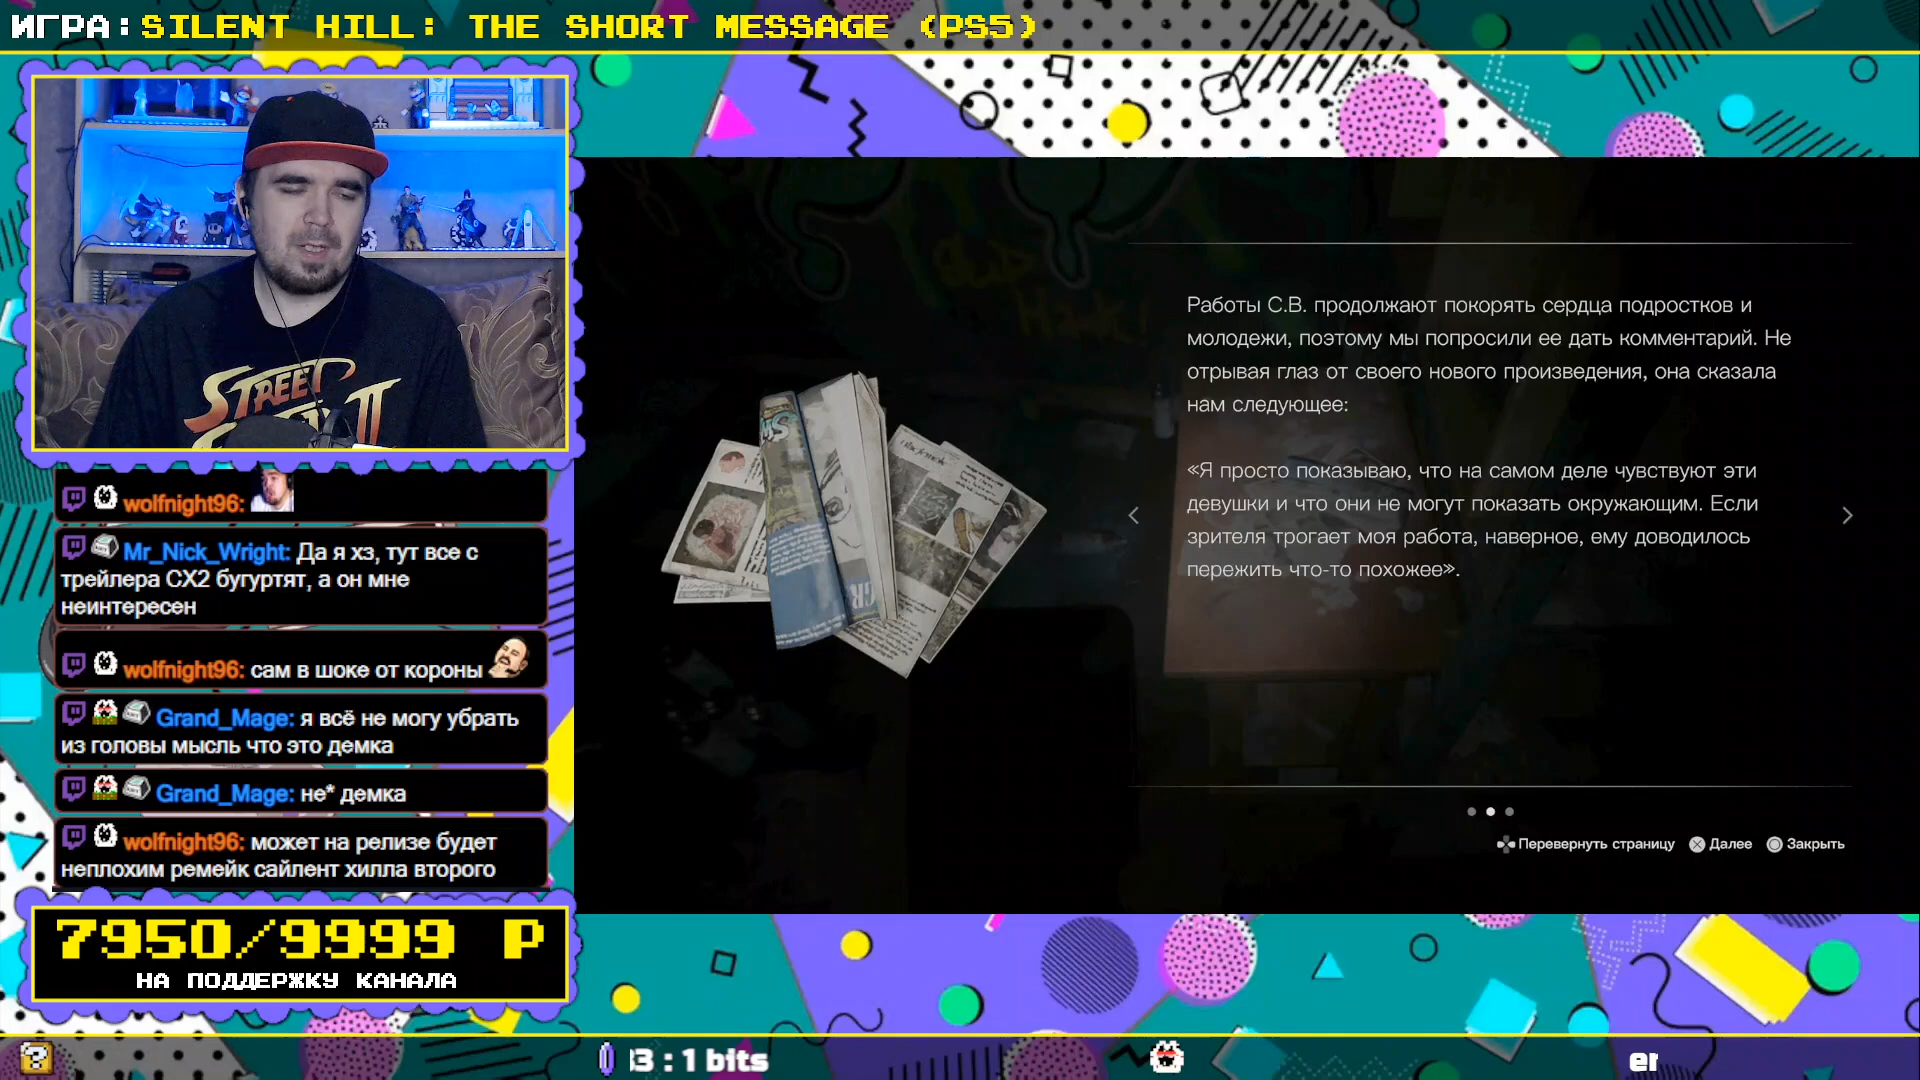 ИГРА:SILENT HILL: THE SHORT MESSAGE (PS5)
STREET
II
wolfnight96:
Mr_Nick_Wright: Да я хз, тут все с
трейлера СХ2 бугуртят, а он мне
неинтересен
wolfnight96: сам в шоке от короны
Grand_Mage: я всё не могу убрать
из головы мысль что это демка
Grand_Mage: не* демка
wolfnight96: может на релизе будет
неплохим ремейк сайлент хилла второго
7950/9999 Р
НА ПОДДЕРЖКУ КАНАЛА
Работы С.В. продолжают покорять сердца подростков и
молодежи, поэтому мы попросили ее дать комментарий. Не
отрывая глаз от своего нового произведения, она сказала
нам следующее:
«Я просто показываю, что на самом деле чувствуют эти
девушки и что они не могут показать окружающим. Если
зрителя трогает моя работа, наверное, ему доводилось
пережить что-то похожее».
Перевернуть страницу Далее Закрыть
3 : 1 bits